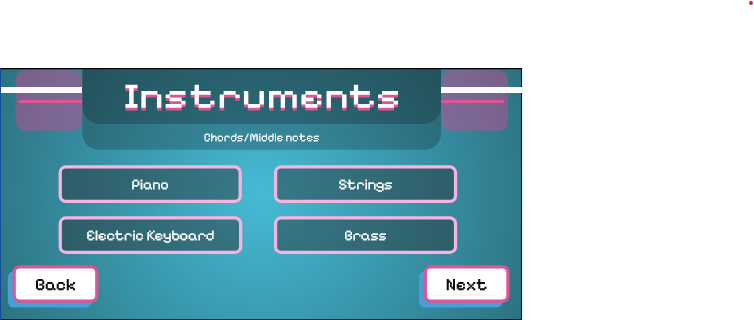 Instruments
Chords/Middle notes
Piano
Strings
Electric Keyboard
Brass
Back
Next